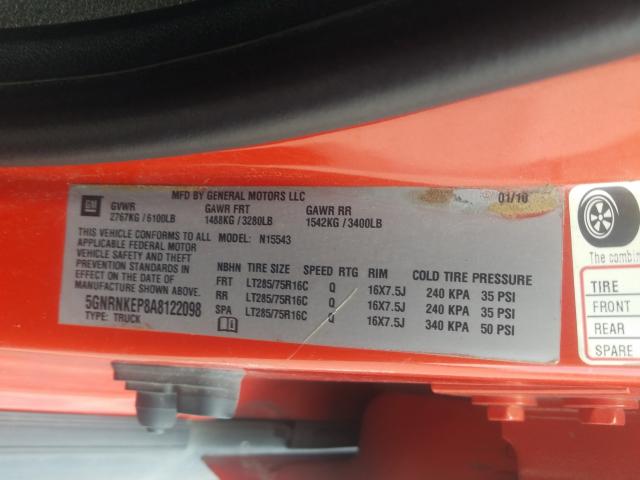 GM
MFD BY GENERAL MOTORS LLC
01/10
GVWR
2767KG / 6100LB
GAWR FRT
1488KG / 3280LB
GAWR RR
1542KG / 3400LB
THIS VEHICLE CONFORMS TO ALL
APPLICABLE FEDERAL MOTOR
VEHICLE SAFETY AND THEFT
PREVENTION STANDARDS IN
EFFECT ON THE DATE OF
MANUFACTURE SHOWN ABOVE.
5GNRNKEP8A8122098
TYPE: TRUCK
MODEL: N15543
NBHN TIRE SIZE SPEED RTG RIM COLD TIRE PRESSURE
FRT LT285/75R16C Q 16X7.5J 240 KPA 35 PSI
RR LT285/75R16C Q 16X7.5J 240 KPA 35 PSI
SPA LT285/75R16C Q 16X7.5J 340 KPA 50 PSI
The combin
TIRE
FRONT
REAR
SPARE